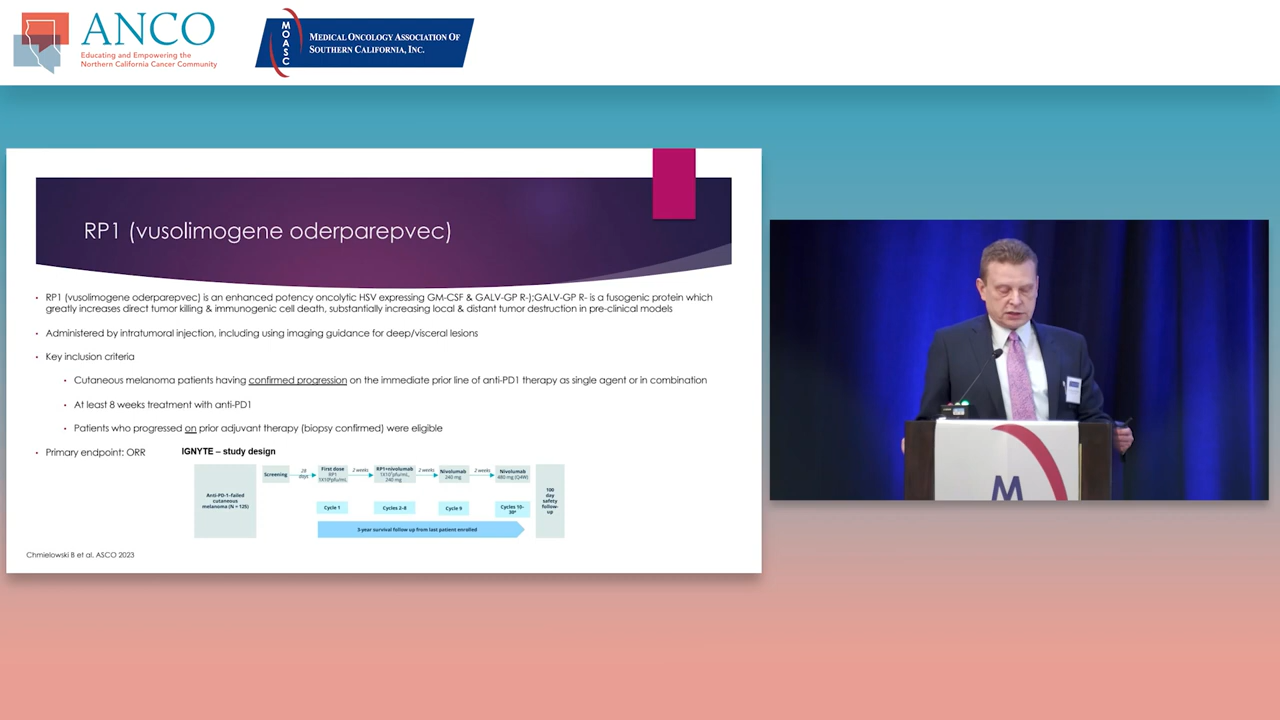 ANCO
Educating and Empowering the
Northern California Cancer Community
MOASC
MEDICAL ONCOLOGY ASSOCIATION OF
SOUTHERN CALIFORNIA, INC.
RP1 (vusolimogene oderparepvec)
• RP1 (vusolimogene oderparepvec) is an enhanced potency oncolytic HSV expressing GM-CSF & GALV-GP R-);GALV-GP R- is a fusogenic protein which
greatly increases direct tumor killing & immunogenic cell death, substantially increasing local & distant tumor destruction in pre-clinical models
• Administered by intratumoral injection, including using imaging guidance for deep/visceral lesions
• Key inclusion criteria
• Cutaneous melanoma patients having confirmed progression on the immediate prior line of anti-PD1 therapy as single agent or in combination
• At least 8 weeks treatment with anti-PD1
• Patients who progressed on prior adjuvant therapy (biopsy confirmed) were eligible
• Primary endpoint: ORR
IGNYTE – study design
Anti-PD-1-failed
cutaneous
melanoma (N = 125)
Screening
28
days
First dose
RP1
1X10⁶pfu/mL
2 weeks
RP1+nivolumab
1X10⁷pfu/mL,
240 mg
2 weeks
Nivolumab
240 mg
2 weeks
Nivolumab
480 mg (Q4W)
100
day
safety
follow-
up
Cycle 1
Cycles 2–8
Cycle 9
Cycles 10–
30*
3-year survival follow up from last patient enrolled
Chmielowski B et al. ASCO 2023
M